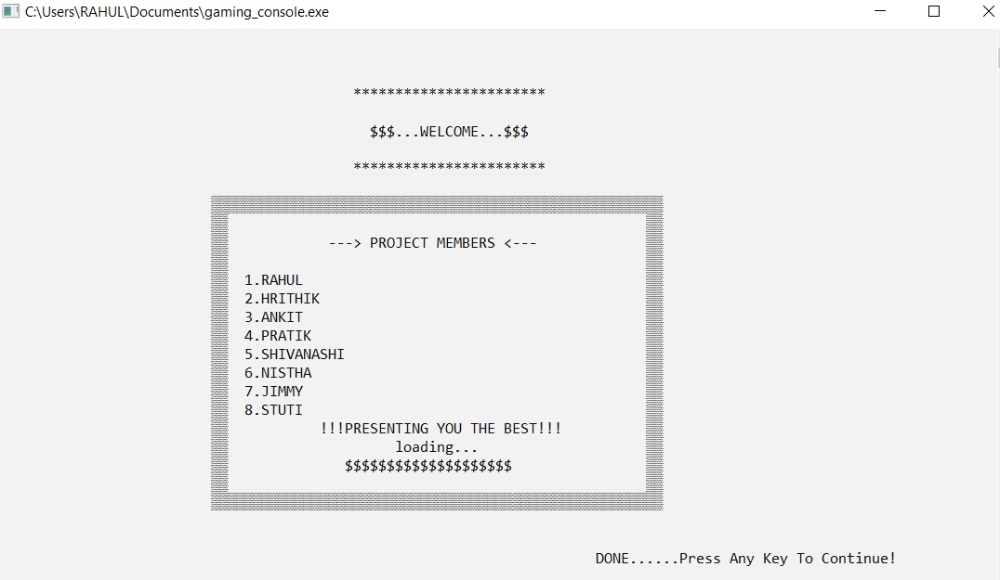 C:\Users\RAHUL\Documents\gaming_console.exe
***********************
$$$...WELCOME...$$$
***********************
---> PROJECT MEMBERS <---
1.RAHUL
2.HRITHIK
3.ANKIT
4.PRATIK
5.SHIVANASHI
6.NISTHA
7.JIMMY
8.STUTI
!!!PRESENTING YOU THE BEST!!!
loading...
$$$$$$$$$$$$$$$$$$$$
DONE......Press Any Key To Continue!